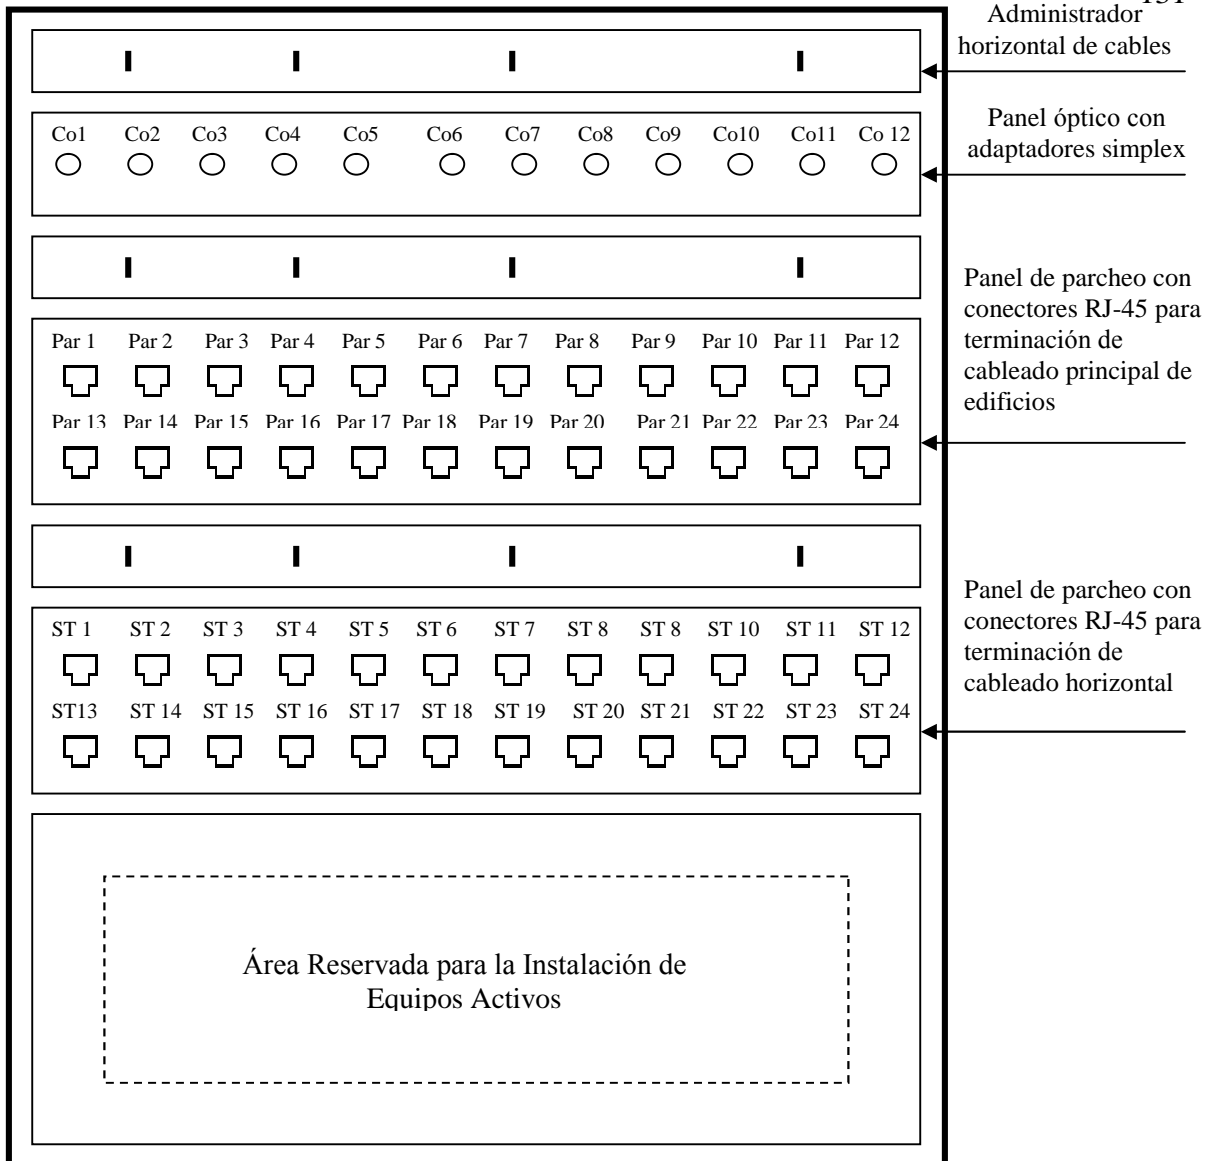 Administrador
horizontal de cables
Co1 Co2 Co3 Co4 Co5 Co6 Co7 Co8 Co9 Co10 Co11 Co 12
Panel óptico con
adaptadores simplex
Par 1 Par 2 Par 3 Par 4 Par 5 Par 6 Par 7 Par 8 Par 9 Par 10 Par 11 Par 12
Par 13 Par 14 Par 15 Par 16 Par 17 Par 18 Par 19 Par 20 Par 21 Par 22 Par 23 Par 24
Panel de parcheo con
conectores RJ-45 para
terminación de
cableado principal de
edificios
ST 1 ST 2 ST 3 ST 4 ST 5 ST 6 ST 7 ST 8 ST 8 ST 10 ST 11 ST 12
ST13 ST 14 ST 15 ST 16 ST 17 ST 18 ST 19 ST 20 ST 21 ST 22 ST 23 ST 24
Panel de parcheo con
conectores RJ-45 para
terminación de
cableado horizontal
Área Reservada para la Instalación de
Equipos Activos